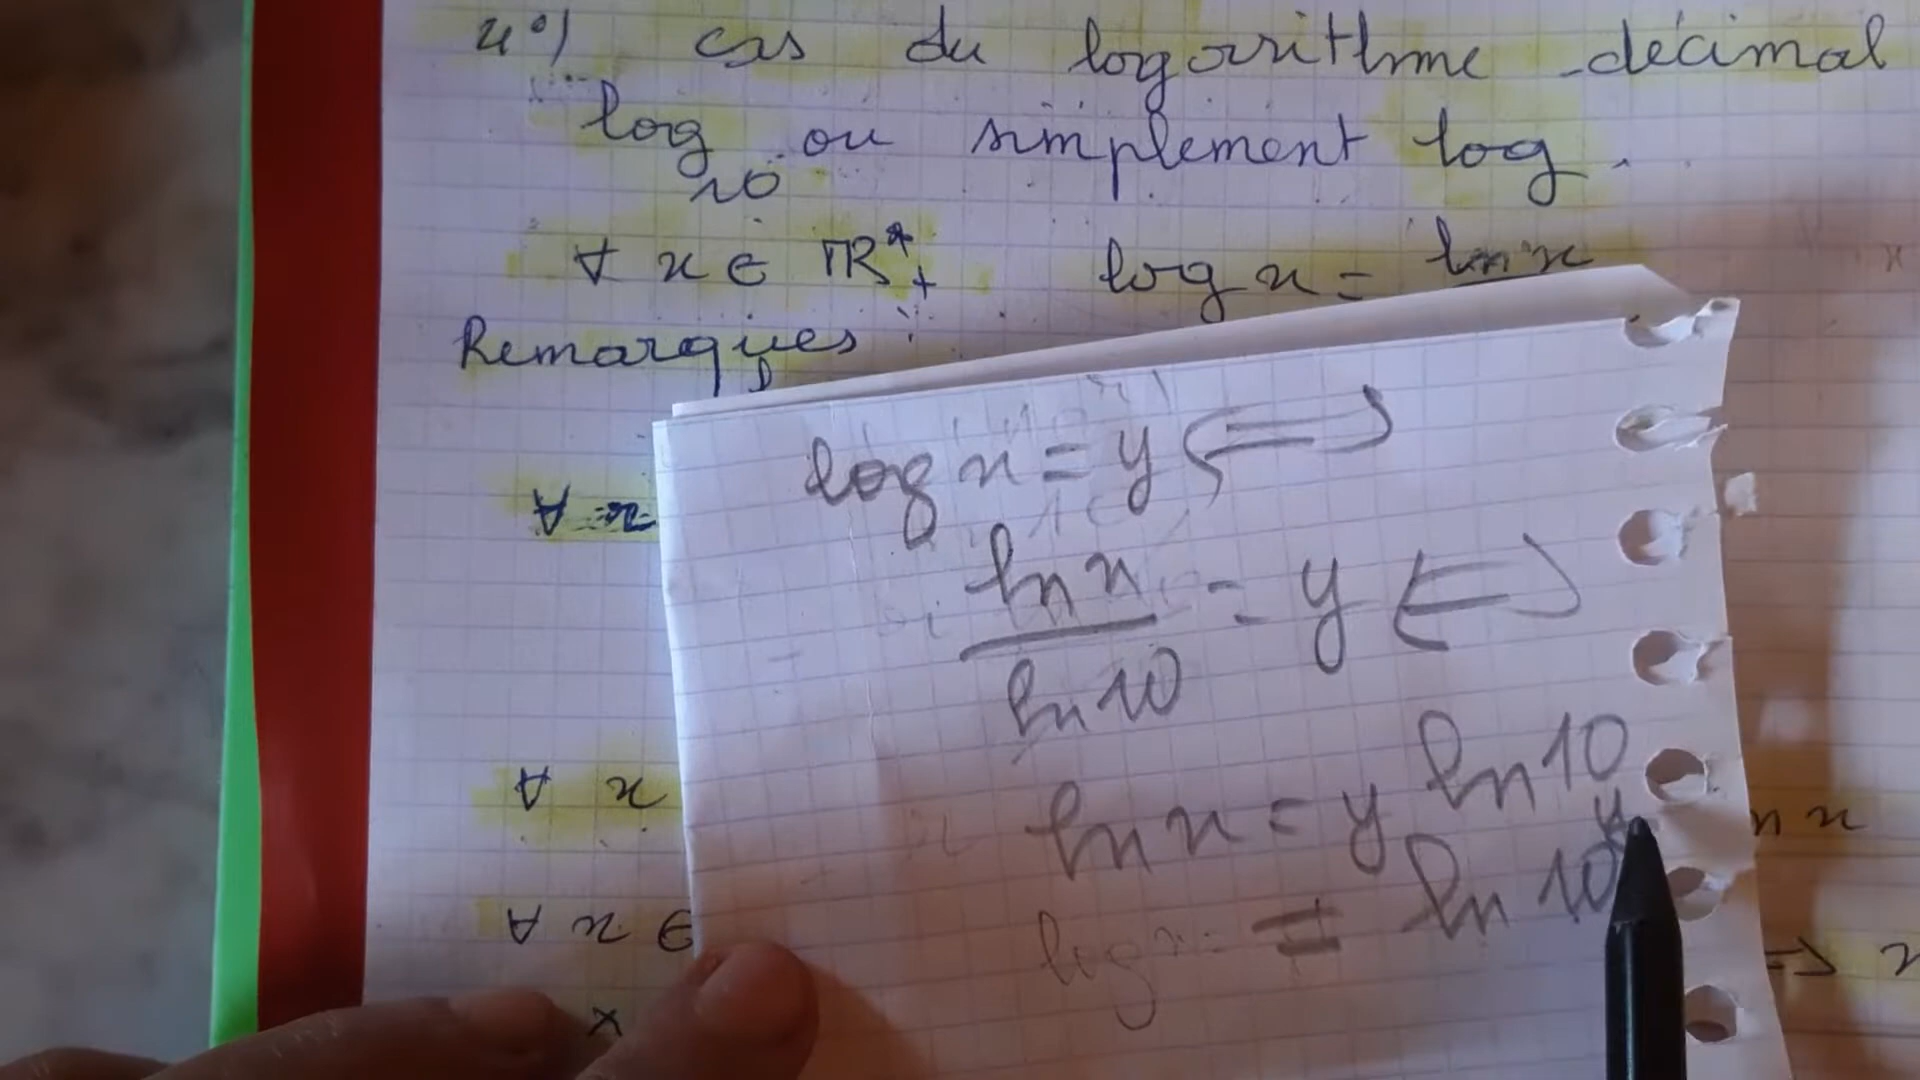 4°) cas du logarithme décimal
log₁₀ ou simplement log.
∀ x ∈ ℝ*₊ log x = ln x
Remarques :
log x = y ⟺
ln x / ln 10 = y ⟺
ln x = y ln 10
= ln 10^y
∀ x
∀ x
n x
∀ x ∈
⇒ x
x